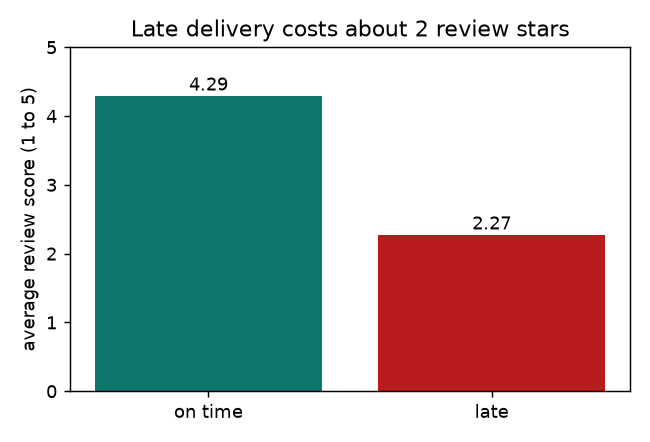 Late delivery costs about 2 review stars
average review score (1 to 5)
5
4
3
2
1
0
4.29
2.27
on time
late